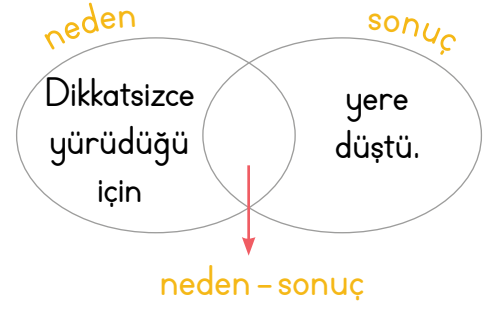 neden
sonuç
Dikkatsizce
yürüdüğü
için
yere
düştü.
neden – sonuç